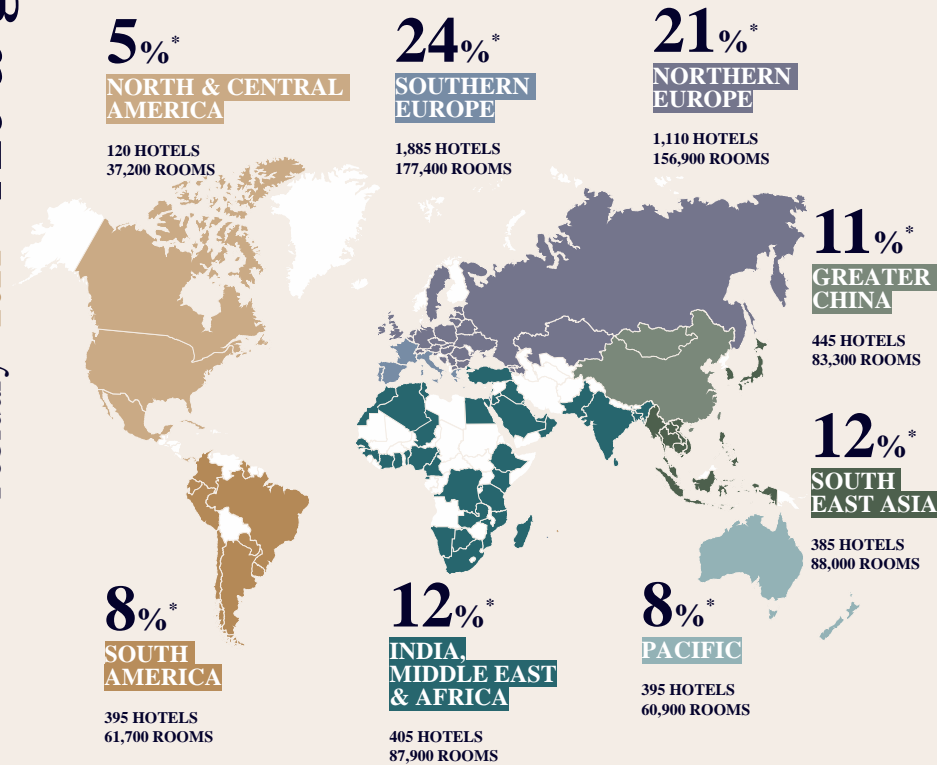 5%*
NORTH & CENTRAL
AMERICA
120 HOTELS
37,200 ROOMS
24%*
SOUTHERN
EUROPE
1,885 HOTELS
177,400 ROOMS
21%*
NORTHERN
EUROPE
1,110 HOTELS
156,900 ROOMS
11%*
GREATER
CHINA
445 HOTELS
83,300 ROOMS
12%*
SOUTH
EAST ASIA
385 HOTELS
88,000 ROOMS
8%*
SOUTH
AMERICA
395 HOTELS
61,700 ROOMS
12%*
INDIA,
MIDDLE EAST
& AFRICA
405 HOTELS
87,900 ROOMS
8%*
PACIFIC
395 HOTELS
60,900 ROOMS